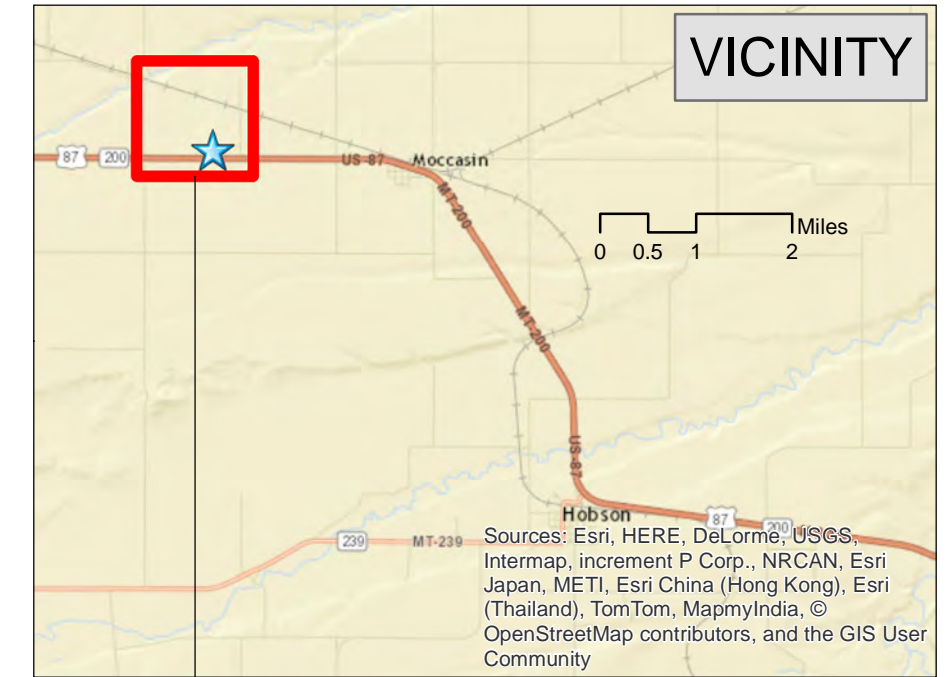 VICINITY
87 200 US-87 Moccasin
MT-200
Miles
0 0.5 1 2
MT-200
US-87
Hobson
87 200 US-87
239 MT-239
Sources: Esri, HERE, DeLorme, USGS,
Intermap, increment P Corp., NRCAN, Esri
Japan, METI, Esri China (Hong Kong), Esri
(Thailand), TomTom, MapmyIndia, ©
OpenStreetMap contributors, and the GIS User
Community